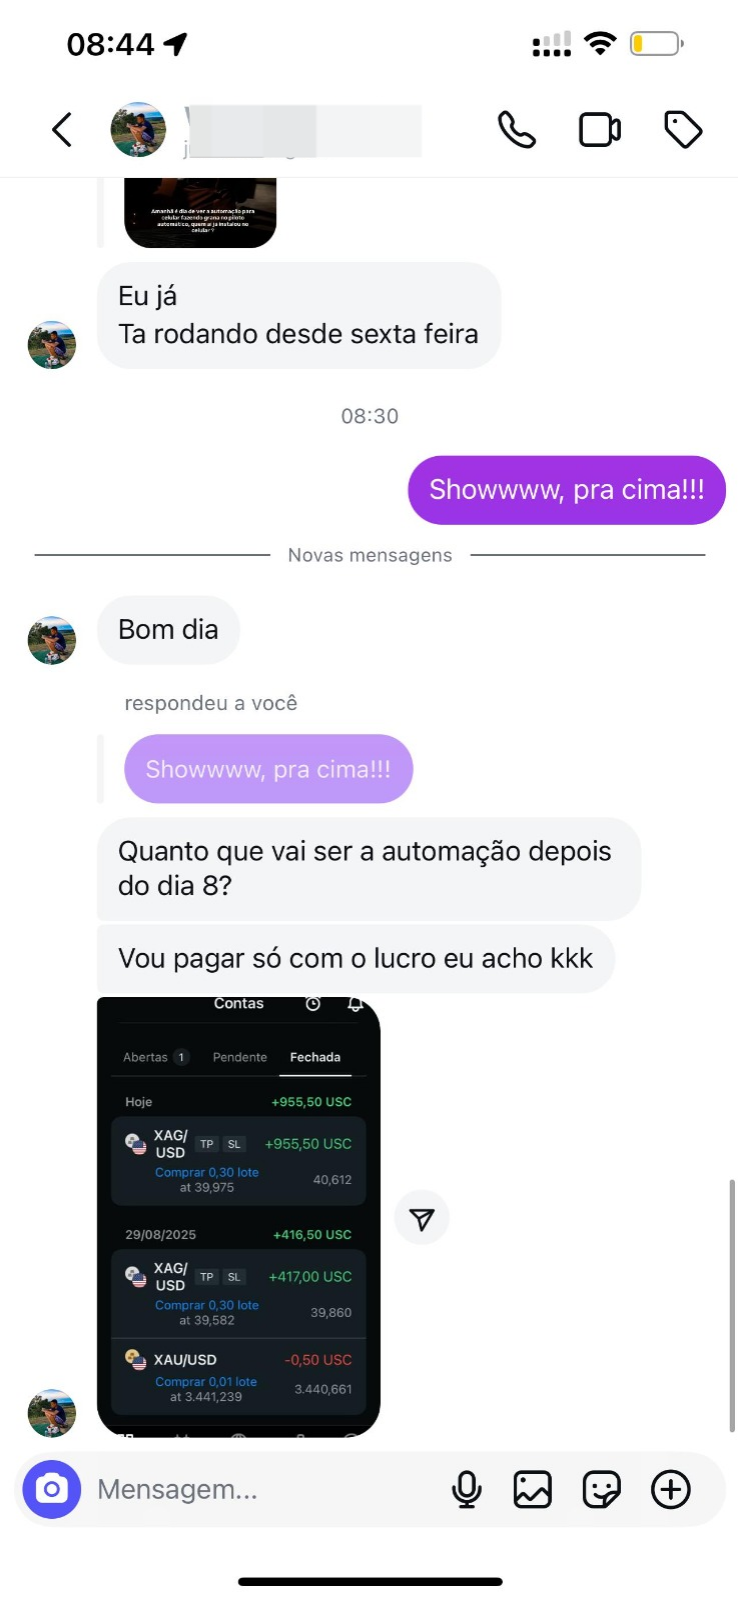 08:44
Amanhã é dia de ver a automação para
celular fazendo grana no piloto
automático, quem ai ja instalou no
celular?
Eu já
Ta rodando desde sexta feira
08:30
Showwww, pra cima!!!
Novas mensagens
Bom dia
respondeu a você
Showwww, pra cima!!!
Quanto que vai ser a automação depois
do dia 8?
Vou pagar só com o lucro eu acho kkk
Contas
Abertas 1 Pendente Fechada
Hoje +955,50 USC
XAG/
USD TP SL +955,50 USC
Comprar 0,30 lote
at 39,975 40,612
29/08/2025 +416,50 USC
XAG/
USD TP SL +417,00 USC
Comprar 0,30 lote
at 39,582 39,860
XAU/USD -0,50 USC
Comprar 0,01 lote
at 3.441,239 3.440,661
Mensagem...